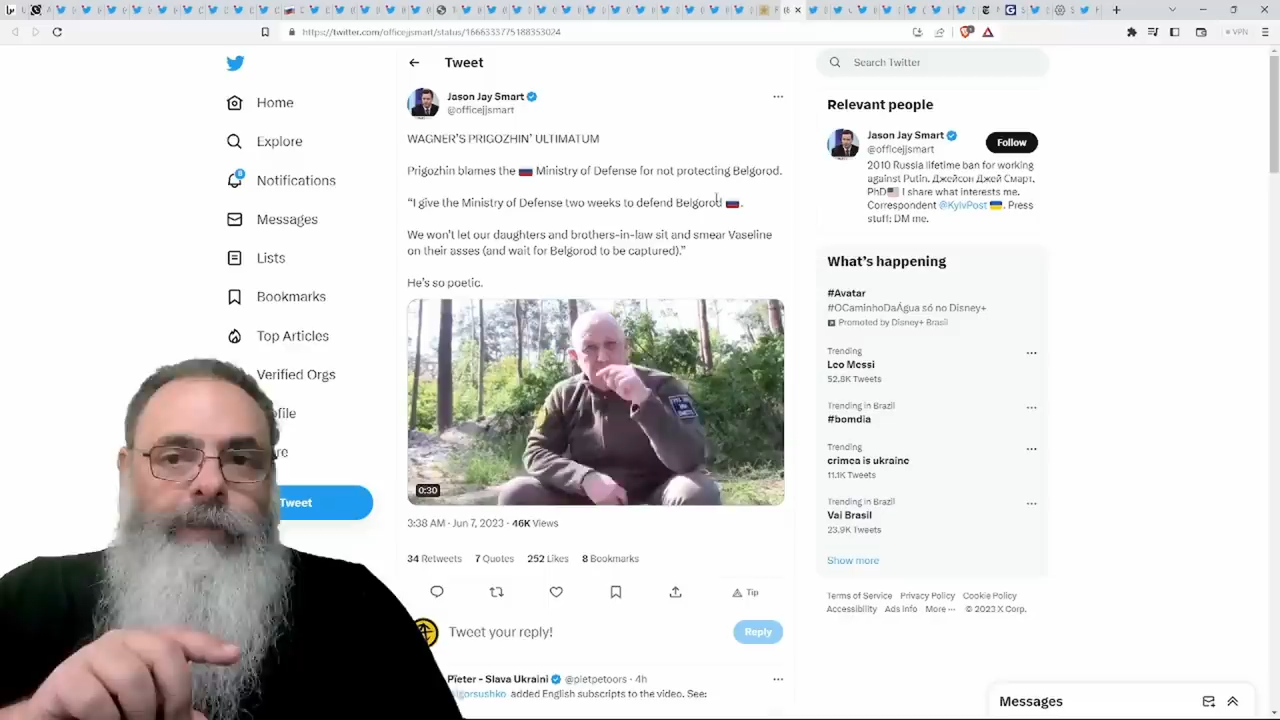 https://twitter.com/officejjsmart/status/1666333775188353024
VPN
Home
Explore
8
Notifications
Messages
Lists
Bookmarks
Top Articles
Verified Orgs
ofile
re
Tweet
Tweet
Jason Jay Smart
@officejjsmart
WAGNER'S PRIGOZHIN' ULTIMATUM
Prigozhin blames the 🇷🇺 Ministry of Defense for not protecting Belgorod.
“I give the Ministry of Defense two weeks to defend Belgorod 🇷🇺.
We won't let our daughters and brothers-in-law sit and smear Vaseline
on their asses (and wait for Belgorod to be captured).”
He's so poetic.
0:30
3:38 AM · Jun 7, 2023 · 46K Views
34 Retweets 7 Quotes 252 Likes 8 Bookmarks
Tip
Tweet your reply!
Reply
Pieter - Slava Ukraini @pietpetoors · 4h
igorsushko added English subscripts to the video. See:
Search Twitter
Relevant people
Jason Jay Smart
@officejjsmart
Follow
2010 Russia lifetime ban for working
against Putin. Джейсон Джей Смарт.
PhD🇺🇸 I share what interests me.
Correspondent @KyivPost 🇺🇦. Press
stuff: DM me.
What's happening
#Avatar
#OCaminhoDaÁgua só no Disney+
Promoted by Disney+ Brasil
Trending
Leo Messi
52.8K Tweets
Trending in Brazil
#bomdia
Trending
crimea is ukraine
11.1K Tweets
Trending in Brazil
Vai Brasil
23.9K Tweets
Show more
Terms of Service Privacy Policy Cookie Policy
Accessibility Ads info More ··· © 2023 X Corp.
Messages